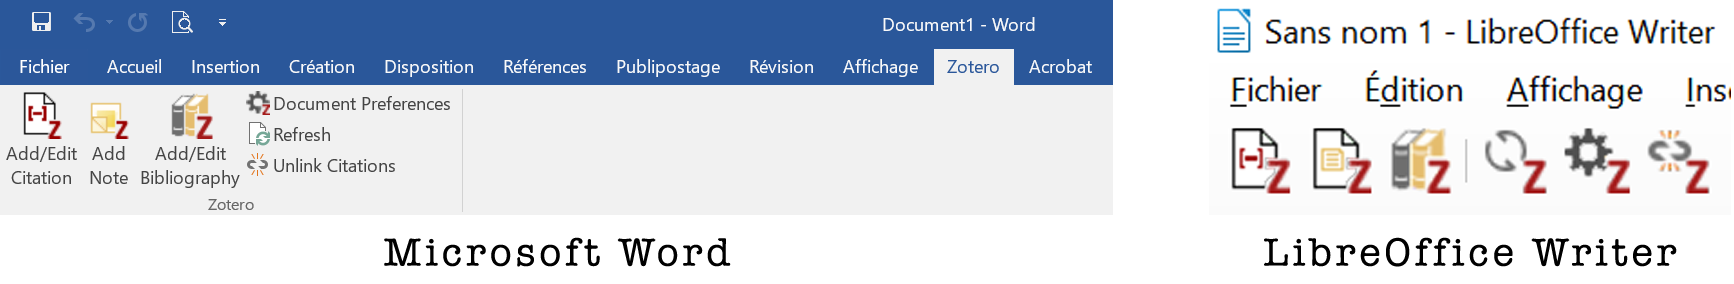 Document1 - Word
Fichier Accueil Insertion Création Disposition Références Publipostage Révision Affichage Zotero Acrobat
Add/Edit Citation
Add Note
Add/Edit Bibliography
Document Preferences
Refresh
Unlink Citations
Zotero
Microsoft Word
Sans nom 1 - LibreOffice Writer
Fichier Édition Affichage
LibreOffice Writer